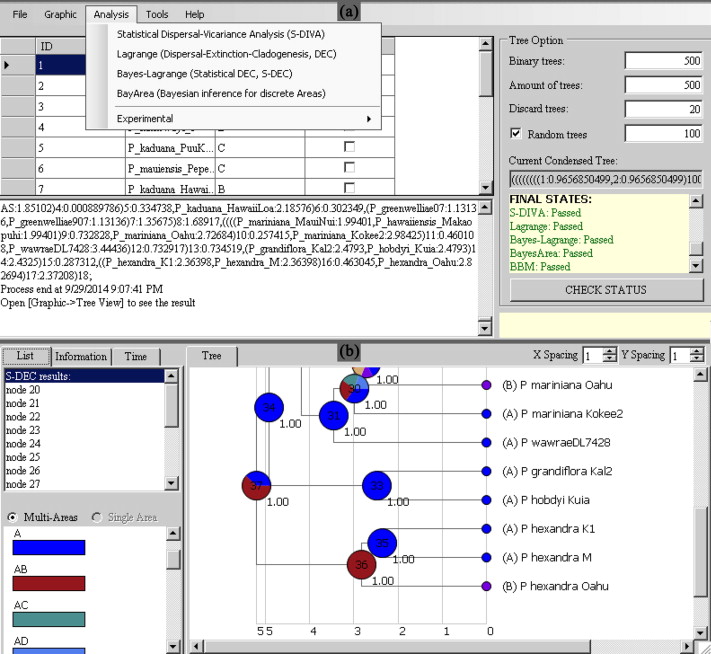 File Graphic Analysis Tools Help (a)
Statistical Dispersal-Vicariance Analysis (S-DIVA)
Lagrange (Dispersal-Extinction-Cladogenesis, DEC)
Bayes-Lagrange (Statistical DEC, S-DEC)
BayArea (Bayesian inference for discrete Areas)
Experimental
ID
1
2
3
4
5 P_kaduana_PuuK... C
6 P_mauiensis_Pepe... C
7 P_kaduana_Hawai... B
Tree Option
Binary trees: 500
Amount of trees: 500
Discard trees: 20
Random trees 100
Current Condensed Tree:
((((((((1:0.9656850499,2:0.9656850499)100
FINAL STATES:
S-DIVA: Passed
Lagrange: Passed
Bayes-Lagrange: Passed
BayesArea: Passed
BBM: Passed
CHECK STATUS
AS:1.85102)4:0.000889786)5:0.334738,P_kaduana_HawaiiLoa:2.18576)6:0.302349,(P_greenwelliae07:1.1313
6,P_greenwelliae907:1.13136)7:1.35675)8:1.68917,((((P_mariniana_MauiNui:1.99401,P_hawaiiensis_Makao
opuhi:1.99401)9:0.732828,P_mariniana_Oahu:2.72684)10:0.257415,P_mariniana_Kokee2:2.98425)11:0.46010
8,P_wawraeDL7428:3.44436)12:0.732917)13:0.734519,(P_grandiflora_Kal2:2.4793,P_hobdyi_Kuia:2.4793)1
4:2.4325)15:0.287312,((P_hexandra_K1:2.36398,P_hexandra_M:2.36398)16:0.463045,P_hexandra_Oahu:2.8
2694)17:2.37208)18;
Process end at 9/29/2014 9:07:41 PM
Open [Graphic->Tree View] to see the result
(b)
List Information Time
Tree
X Spacing 1 Y Spacing 1
S-DEC results:
node 20
node 21
node 22
node 23
node 24
node 25
node 26
node 27
Multi-Areas Single Area
A
AB
AC
AD
1.00
30 1.00 (B) P mariniana Oahu
34 1.00 31 1.00 (A) P mariniana Kokee2
(A) P wawraeDL7428
(A) P grandiflora Kal2
37 1.00 33 1.00 (A) P hobdyi Kuia
(A) P hexandra K1
35 1.00 (A) P hexandra M
36 1.00 (B) P hexandra Oahu
5 5 4 3 2 1 0